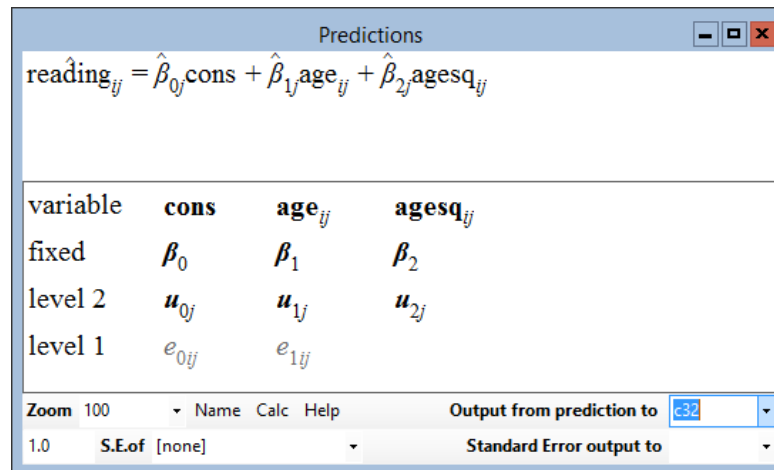 Predictions
reâding_ij = β̂_0j cons + β̂_1j age_ij + β̂_2j agesq_ij
variable cons age_ij agesq_ij
fixed β_0 β_1 β_2
level 2 u_0j u_1j u_2j
level 1 e_0ij e_1ij
Zoom 100 Name Calc Help Output from prediction to c32
1.0 S.E.of [none] Standard Error output to